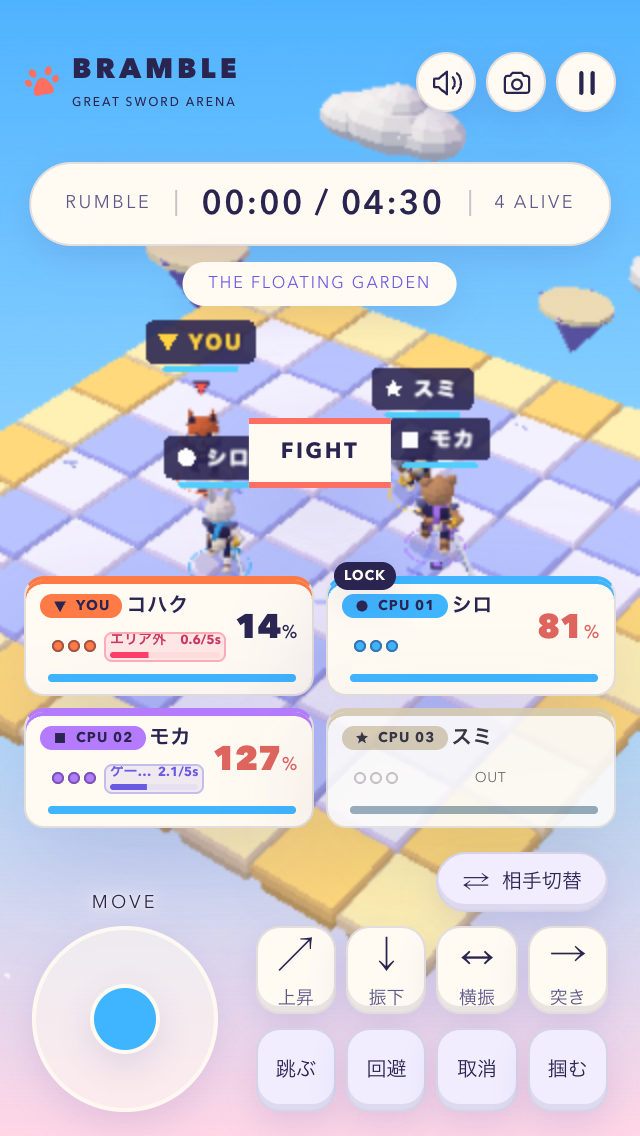 BRAMBLE
GREAT SWORD ARENA
RUMBLE
00:00 / 04:30
4 ALIVE
THE FLOATING GARDEN
YOU
スミ
シロ
FIGHT
モカ
LOCK
YOU コハク
14%
エリア外 0.6/5s
CPU 01 シロ
81%
CPU 02 モカ
127%
ゲー... 2.1/5s
CPU 03 スミ
OUT
相手切替
MOVE
上昇 振下 横振 突き
跳ぶ 回避 取消 掴む